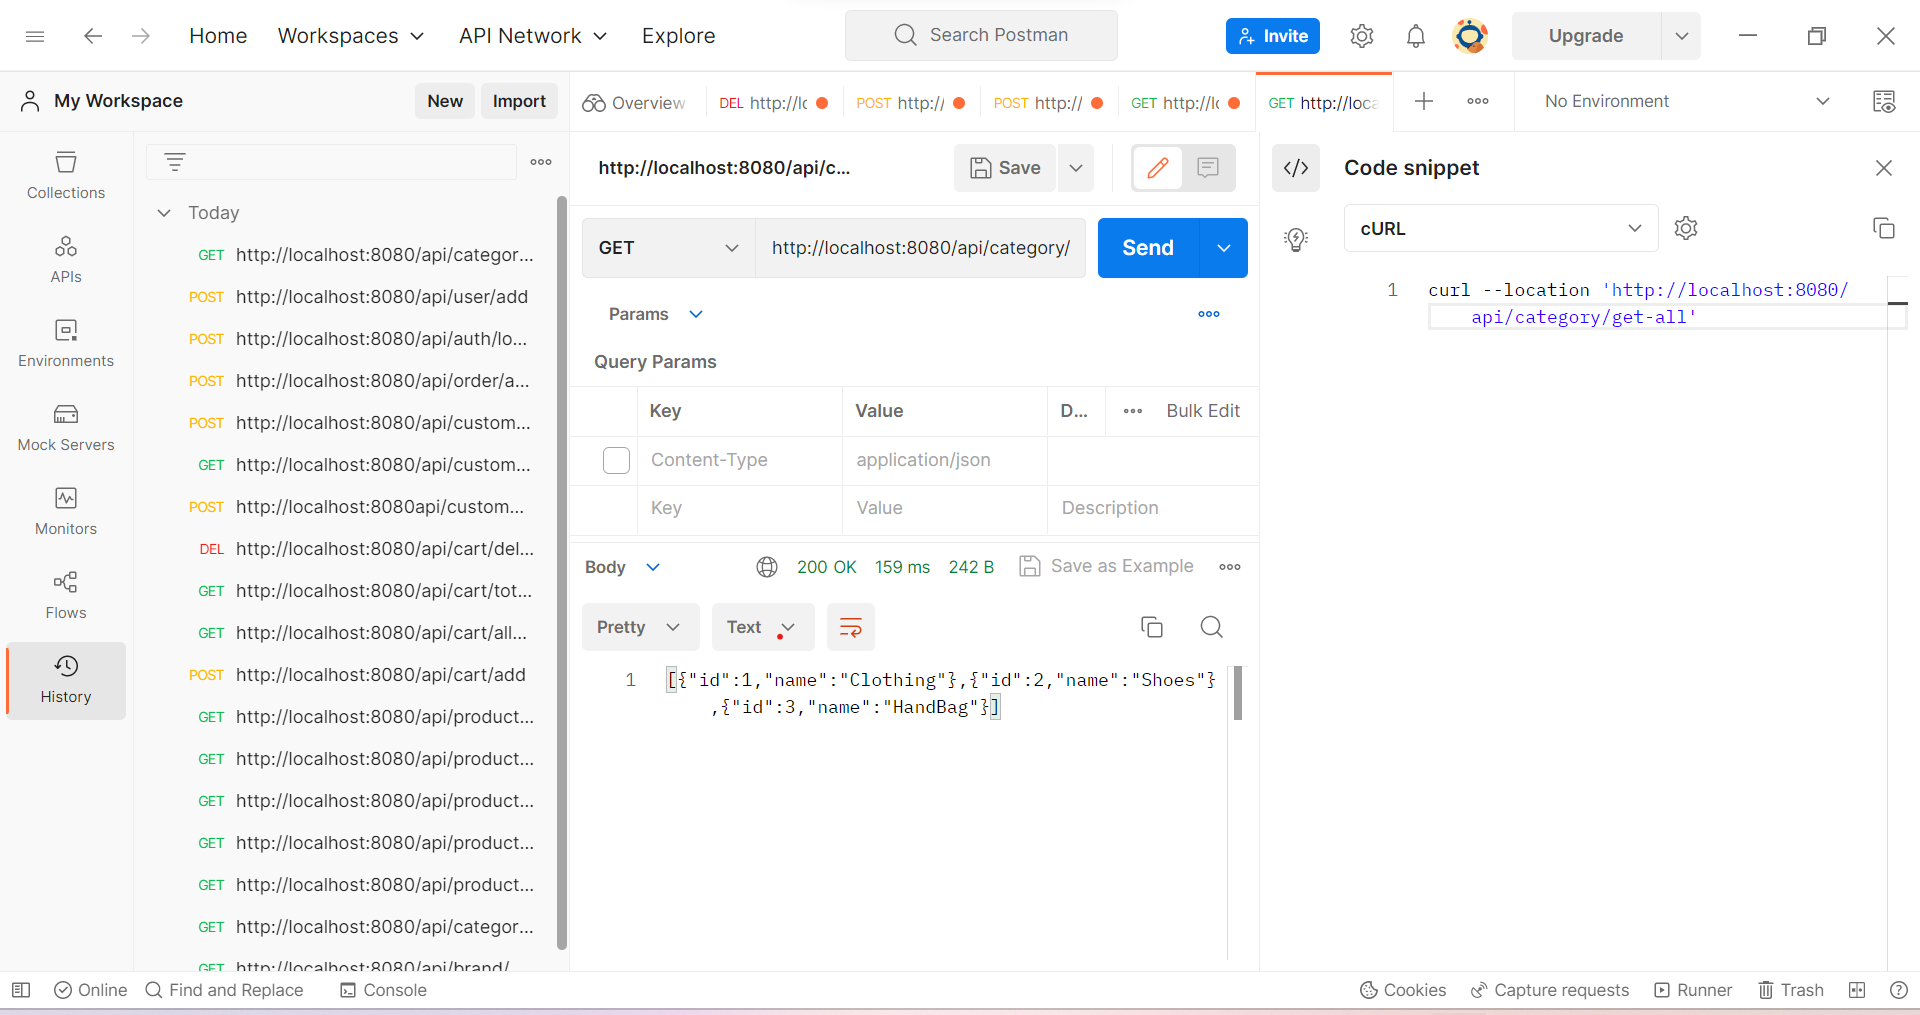 Home
Workspaces
API Network
Explore
Search Postman
Invite
Upgrade
My Workspace
New
Import
Overview
DEL http://lc
POST http://
POST http://
GET http://lc
GET http://loca
No Environment
Collections
APIs
Environments
Mock Servers
Monitors
Flows
History
Today
GET http://localhost:8080/api/categor...
POST http://localhost:8080/api/user/add
POST http://localhost:8080/api/auth/lo...
POST http://localhost:8080/api/order/a...
POST http://localhost:8080/api/custom...
GET http://localhost:8080/api/custom...
POST http://localhost:8080api/custom...
DEL http://localhost:8080/api/cart/del...
GET http://localhost:8080/api/cart/tot...
GET http://localhost:8080/api/cart/all...
POST http://localhost:8080/api/cart/add
GET http://localhost:8080/api/product...
GET http://localhost:8080/api/product...
GET http://localhost:8080/api/product...
GET http://localhost:8080/api/product...
GET http://localhost:8080/api/product...
GET http://localhost:8080/api/categor...
GET http://localhost:8080/api/brand/
http://localhost:8080/api/c...
Save
GET
http://localhost:8080/api/category/
Send
Params
Query Params
Key Value D... Bulk Edit
Content-Type application/json
Key Value Description
Body
200 OK 159 ms 242 B
Save as Example
Pretty
Text
1 [{"id":1,"name":"Clothing"},{"id":2,"name":"Shoes"}
,{"id":3,"name":"HandBag"}]
Code snippet
cURL
1 curl --location 'http://localhost:8080/
api/category/get-all'
Online
Find and Replace
Console
Cookies
Capture requests
Runner
Trash